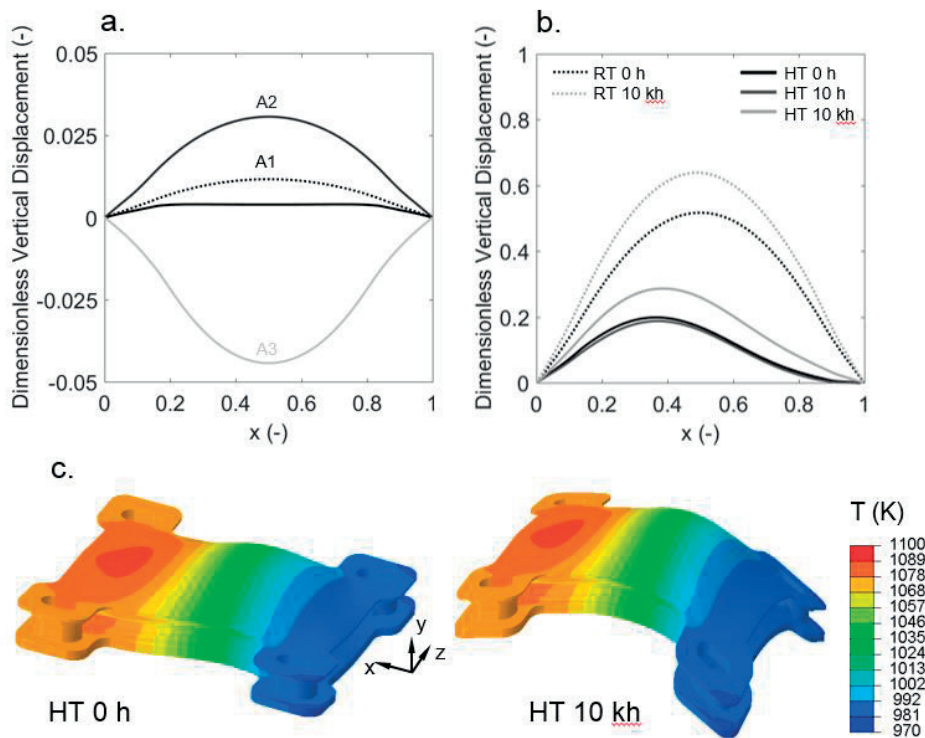 a.
Dimensionless Vertical Displacement (-)
0.05
0.025
0
-0.025
-0.05
A2
A1
A3
0 0.2 0.4 0.6 0.8 1
x (-)
b.
Dimensionless Vertical Displacement (-)
1
0.8
0.6
0.4
0.2
0
RT 0 h
RT 10 kh
HT 0 h
HT 10 h
HT 10 kh
0 0.2 0.4 0.6 0.8 1
x (-)
c.
HT 0 h
y
z
x
HT 10 kh
T (K)
1100
1089
1078
1068
1057
1046
1035
1024
1013
1002
992
981
970